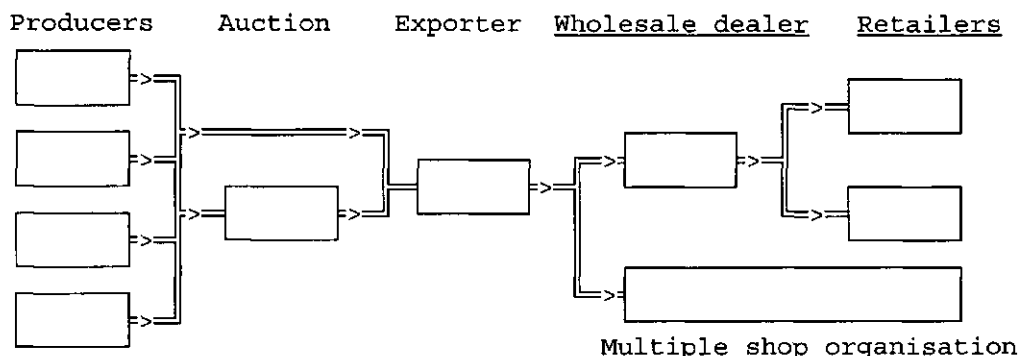 Producers Auction Exporter Wholesale dealer Retailers
Multiple shop organisation